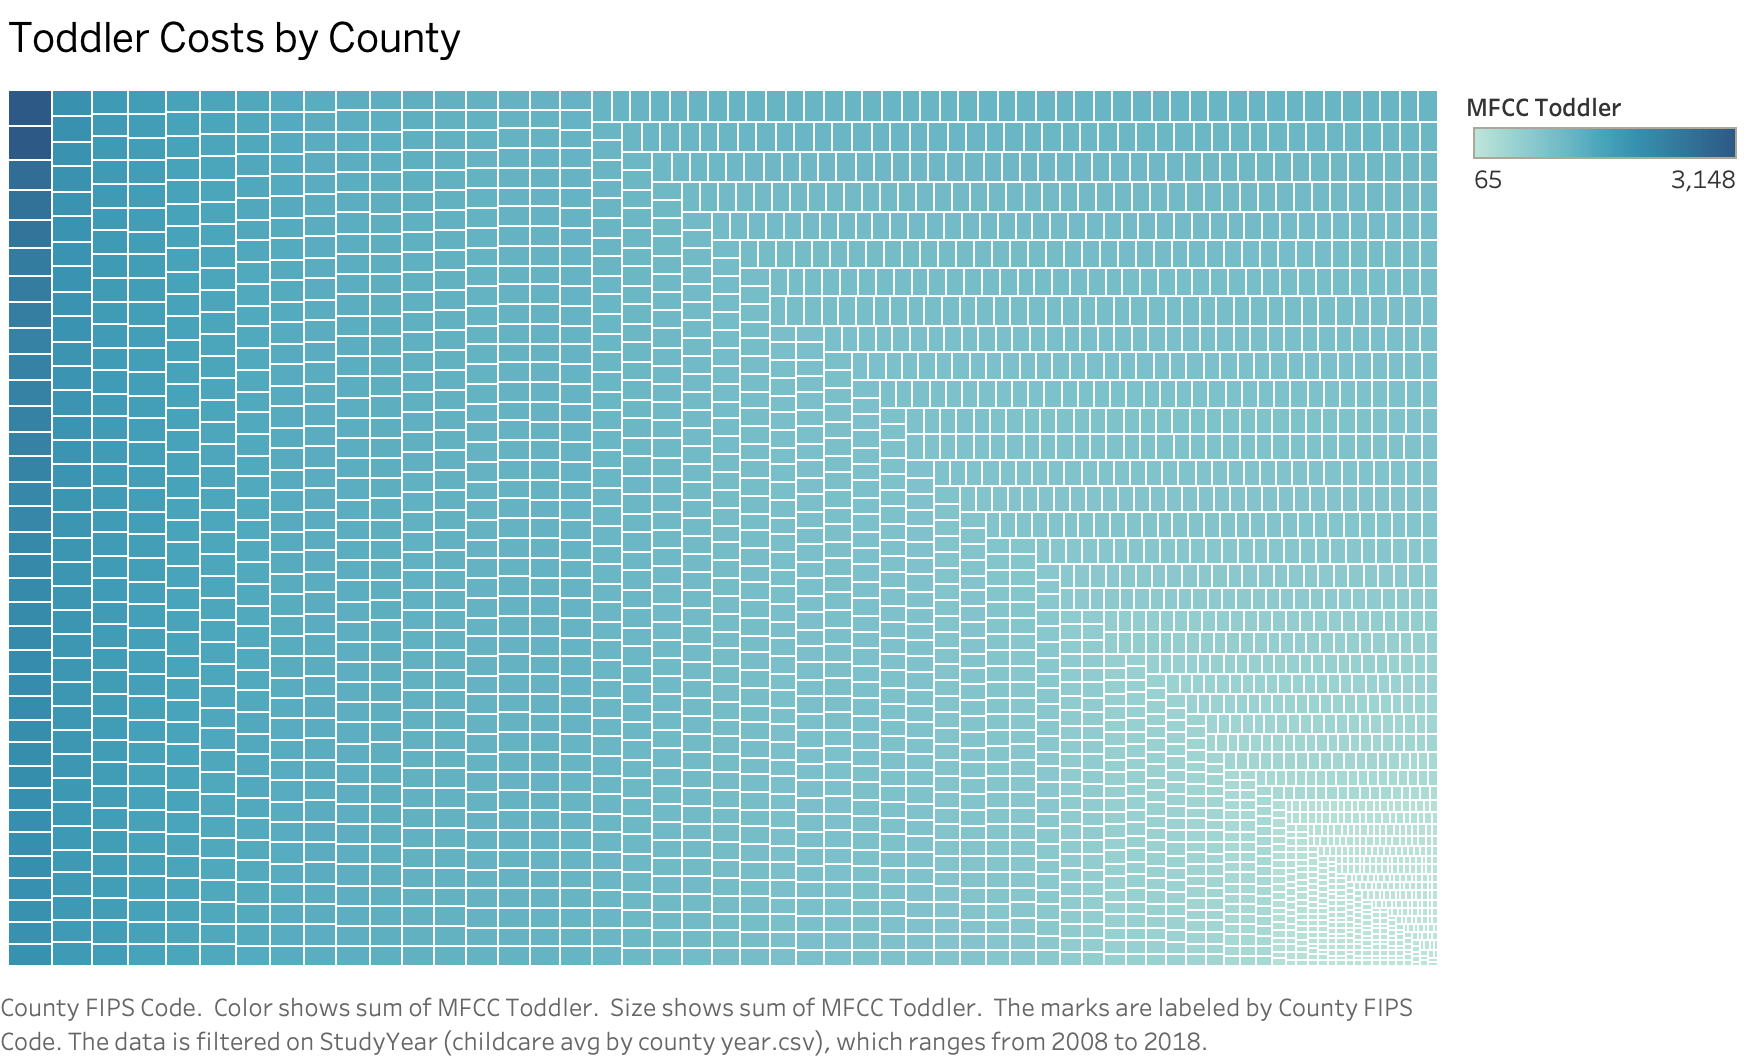 Toddler Costs by County
MFCC Toddler
65 3,148
County FIPS Code.  Color shows sum of MFCC Toddler.  Size shows sum of MFCC Toddler.  The marks are labeled by County FIPS
Code. The data is filtered on StudyYear (childcare avg by county year.csv), which ranges from 2008 to 2018.